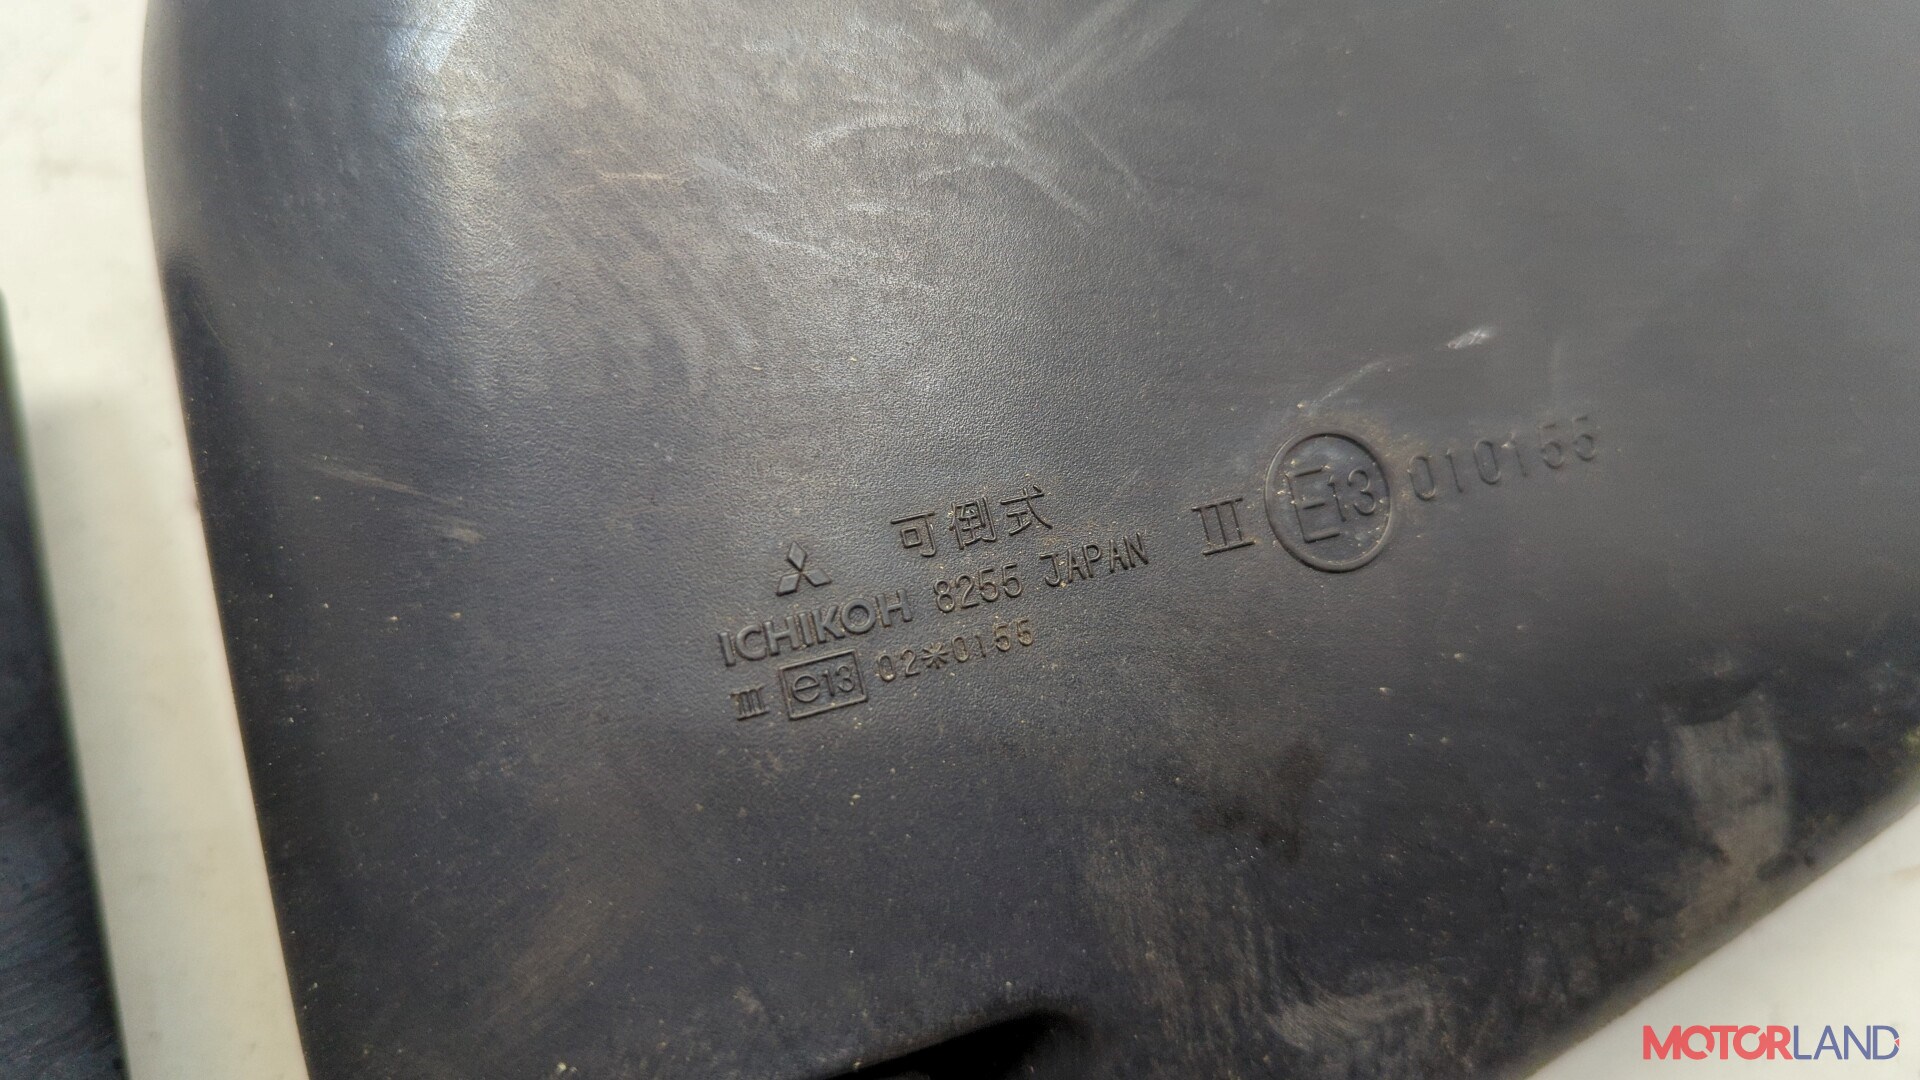 可倒式
ICHIKOH 8255 JAPAN
III E13 010155
III e13 02*0155
MOTORLAND